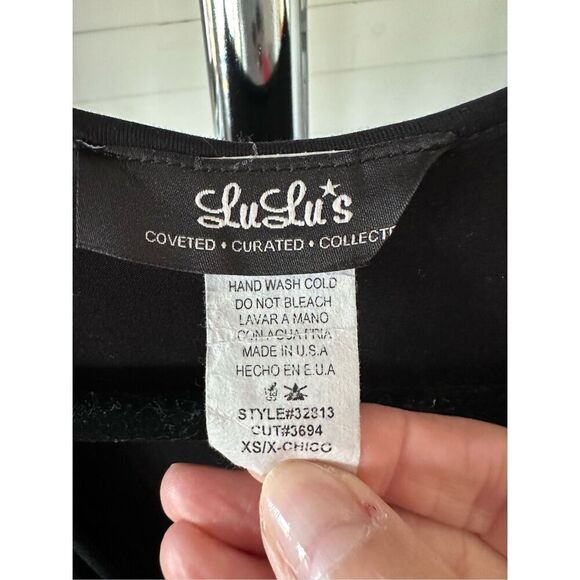 LuLu's
COVETED • CURATED • COLLECTE
HAND WASH COLD
DO NOT BLEACH
LAVAR A MANO
CON AGUA FRIA
MADE IN U.S.A
HECHO EN E.U.A
STYLE#32813
CUT#3694
XS/X-CHICO